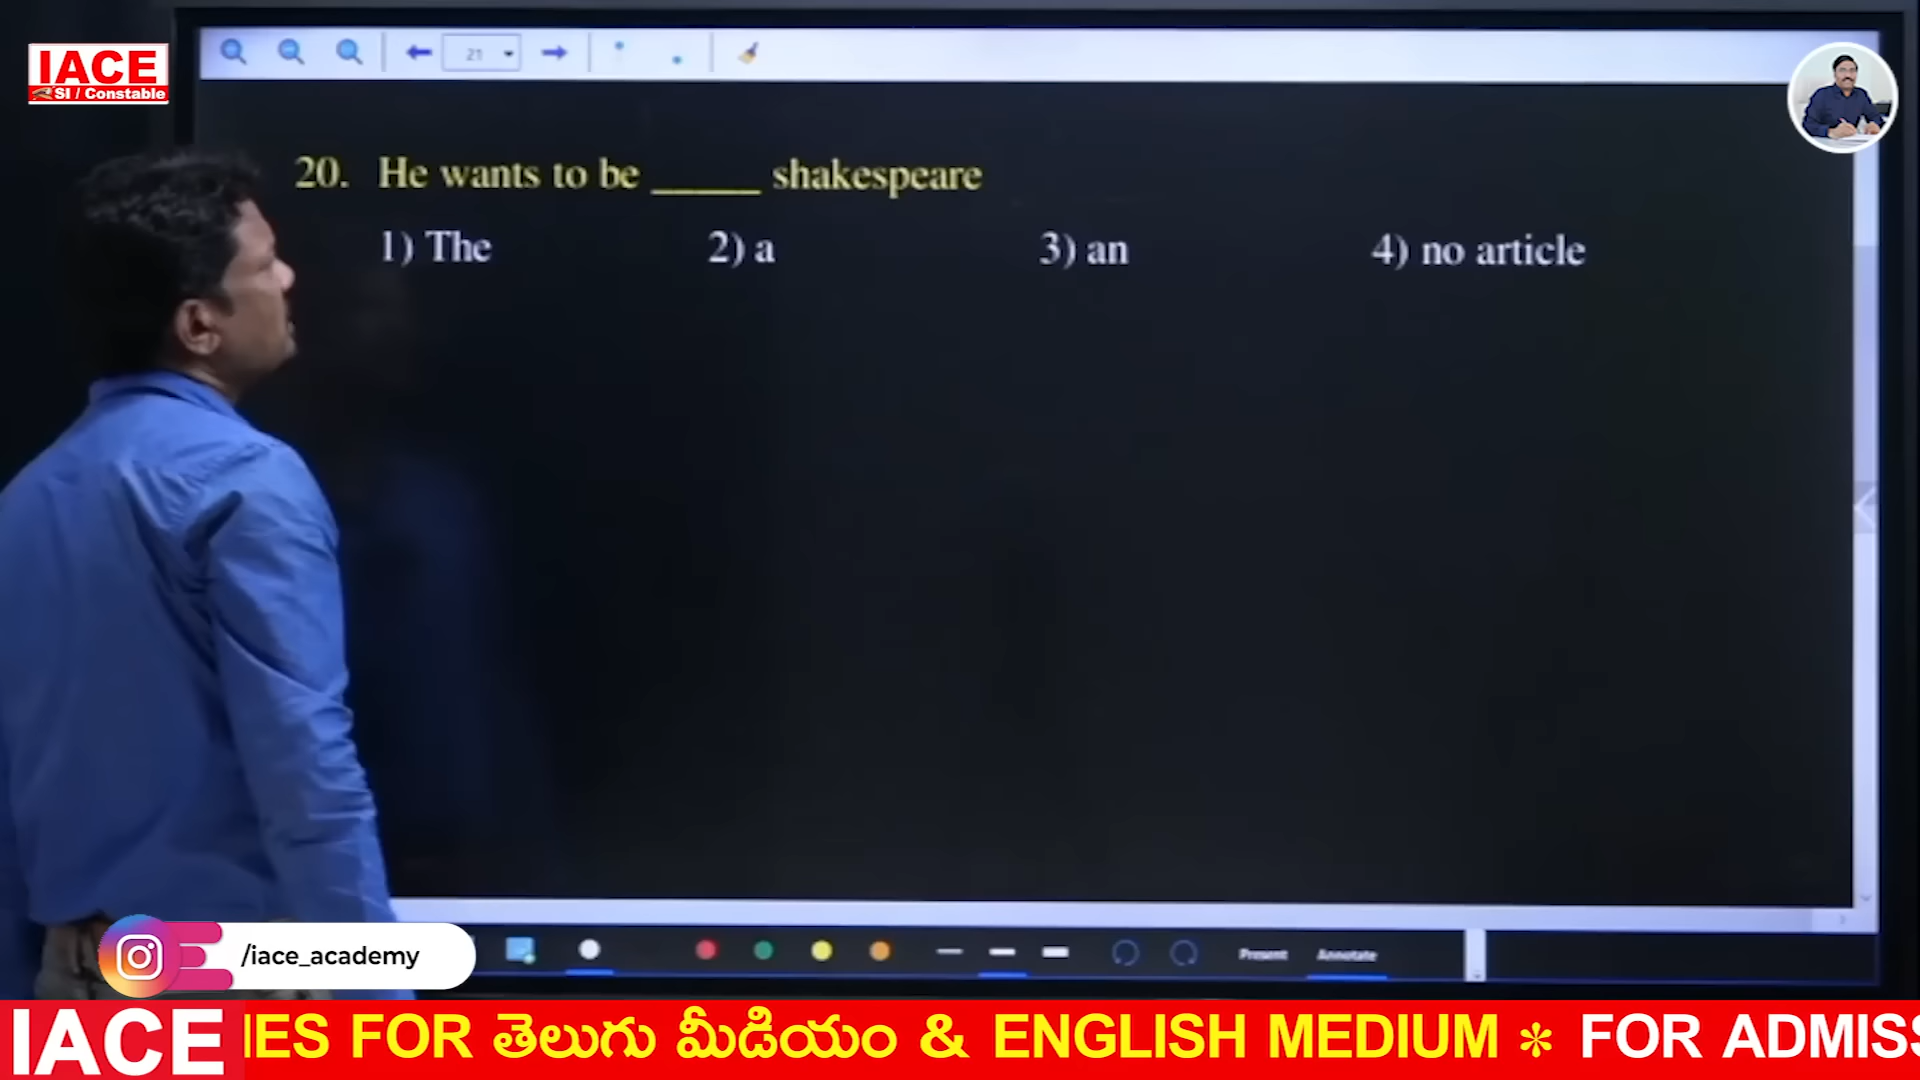 IACE
SI / Constable
21
20. He wants to be _____ shakespeare
1) The 2) a 3) an 4) no article
Present Annotate
/iace_academy
IACE IES FOR తెలుగు మీడియం & ENGLISH MEDIUM * FOR ADMISS